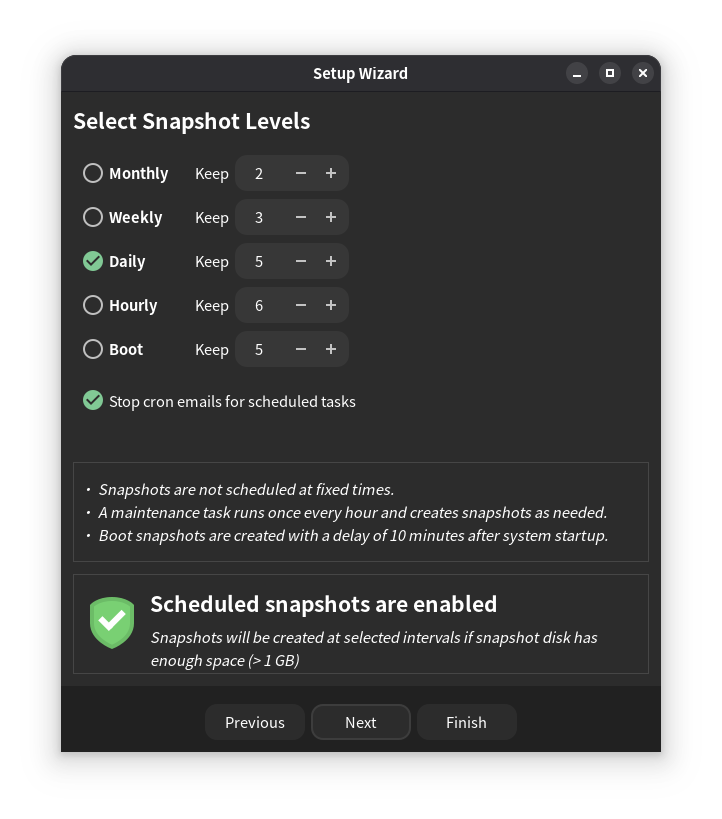 Setup Wizard
Select Snapshot Levels
Monthly Keep 2 − +
Weekly Keep 3 − +
Daily Keep 5 − +
Hourly Keep 6 − +
Boot Keep 5 − +
Stop cron emails for scheduled tasks
• Snapshots are not scheduled at fixed times.
• A maintenance task runs once every hour and creates snapshots as needed.
• Boot snapshots are created with a delay of 10 minutes after system startup.
Scheduled snapshots are enabled
Snapshots will be created at selected intervals if snapshot disk has
enough space (> 1 GB)
Previous Next Finish